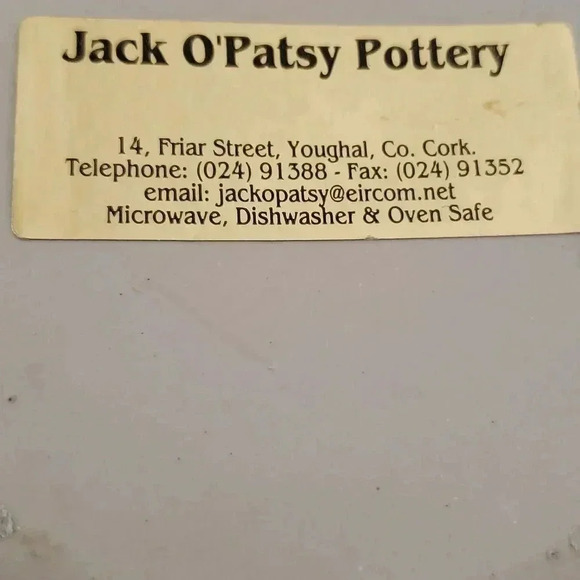 Jack O'Patsy Pottery
14, Friar Street, Youghal, Co. Cork.
Telephone: (024) 91388 - Fax: (024) 91352
email: jackopatsy@eircom.net
Microwave, Dishwasher & Oven Safe